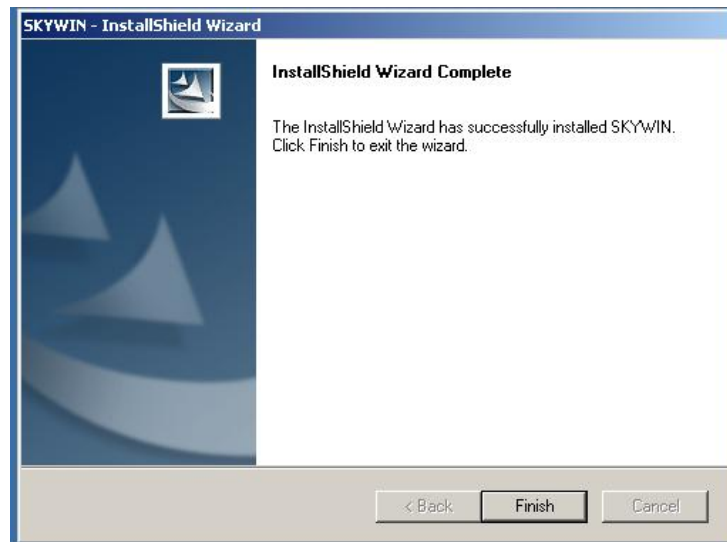 SKYWIN - InstallShield Wizard
InstallShield Wizard Complete
The InstallShield Wizard has successfully installed SKYWIN.
Click Finish to exit the wizard.
< Back
Finish
Cancel